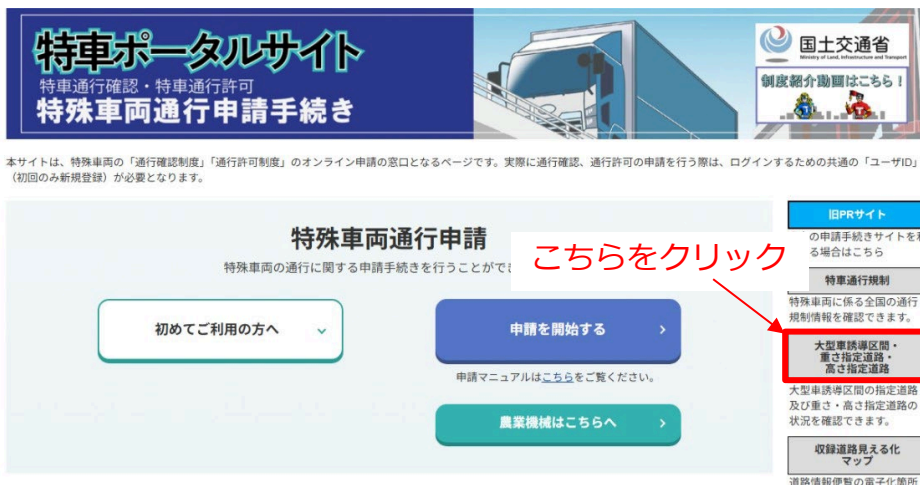 特車ポータルサイト
特車通行確認・特車通行許可
特殊車両通行申請手続き
国土交通省
Ministry of Land, Infrastructure and Transport
制度紹介動画はこちら!
本サイトは、特殊車両の「通行確認制度」「通行許可制度」のオンライン申請の窓口となるページです。実際に通行確認、通行許可の申請を行う際は、ログインするための共通の「ユーザID」
(初回のみ新規登録)が必要となります。
特殊車両通行申請
特殊車両の通行に関する申請手続きを行うことがで
こちらをクリック
初めてご利用の方へ
申請を開始する
申請マニュアルはこちらをご覧ください。
農業機械はこちらへ
旧PRサイト
の申請手続きサイトを
る場合はこちら
特車通行規制
特殊車両に係る全国の通行
規制情報を確認できます。
大型車誘導区間・
重さ指定道路・
高さ指定道路
大型車誘導区間の指定道路
及び重さ・高さ指定道路の
状況を確認できます。
収録道路見える化
マップ
道路情報便覧の電子化箇所